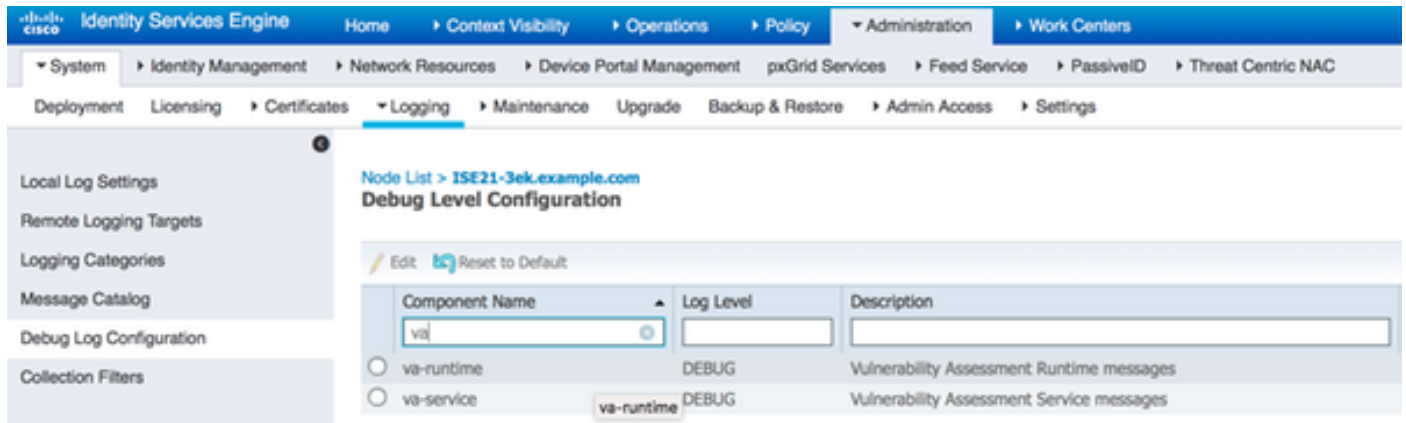 cisco Identity Services Engine Home Context Visibility Operations Policy Administration Work Centers
System Identity Management Network Resources Device Portal Management pxGrid Services Feed Service PassiveID Threat Centric NAC
Deployment Licensing Certificates Logging Maintenance Upgrade Backup & Restore Admin Access Settings
Local Log Settings
Remote Logging Targets
Logging Categories
Message Catalog
Debug Log Configuration
Collection Filters
Node List > ISE21-3ek.example.com
Debug Level Configuration
Edit Reset to Default
Component Name Log Level Description
va
va-runtime DEBUG Vulnerability Assessment Runtime messages
va-service DEBUG Vulnerability Assessment Service messages
va-runtime